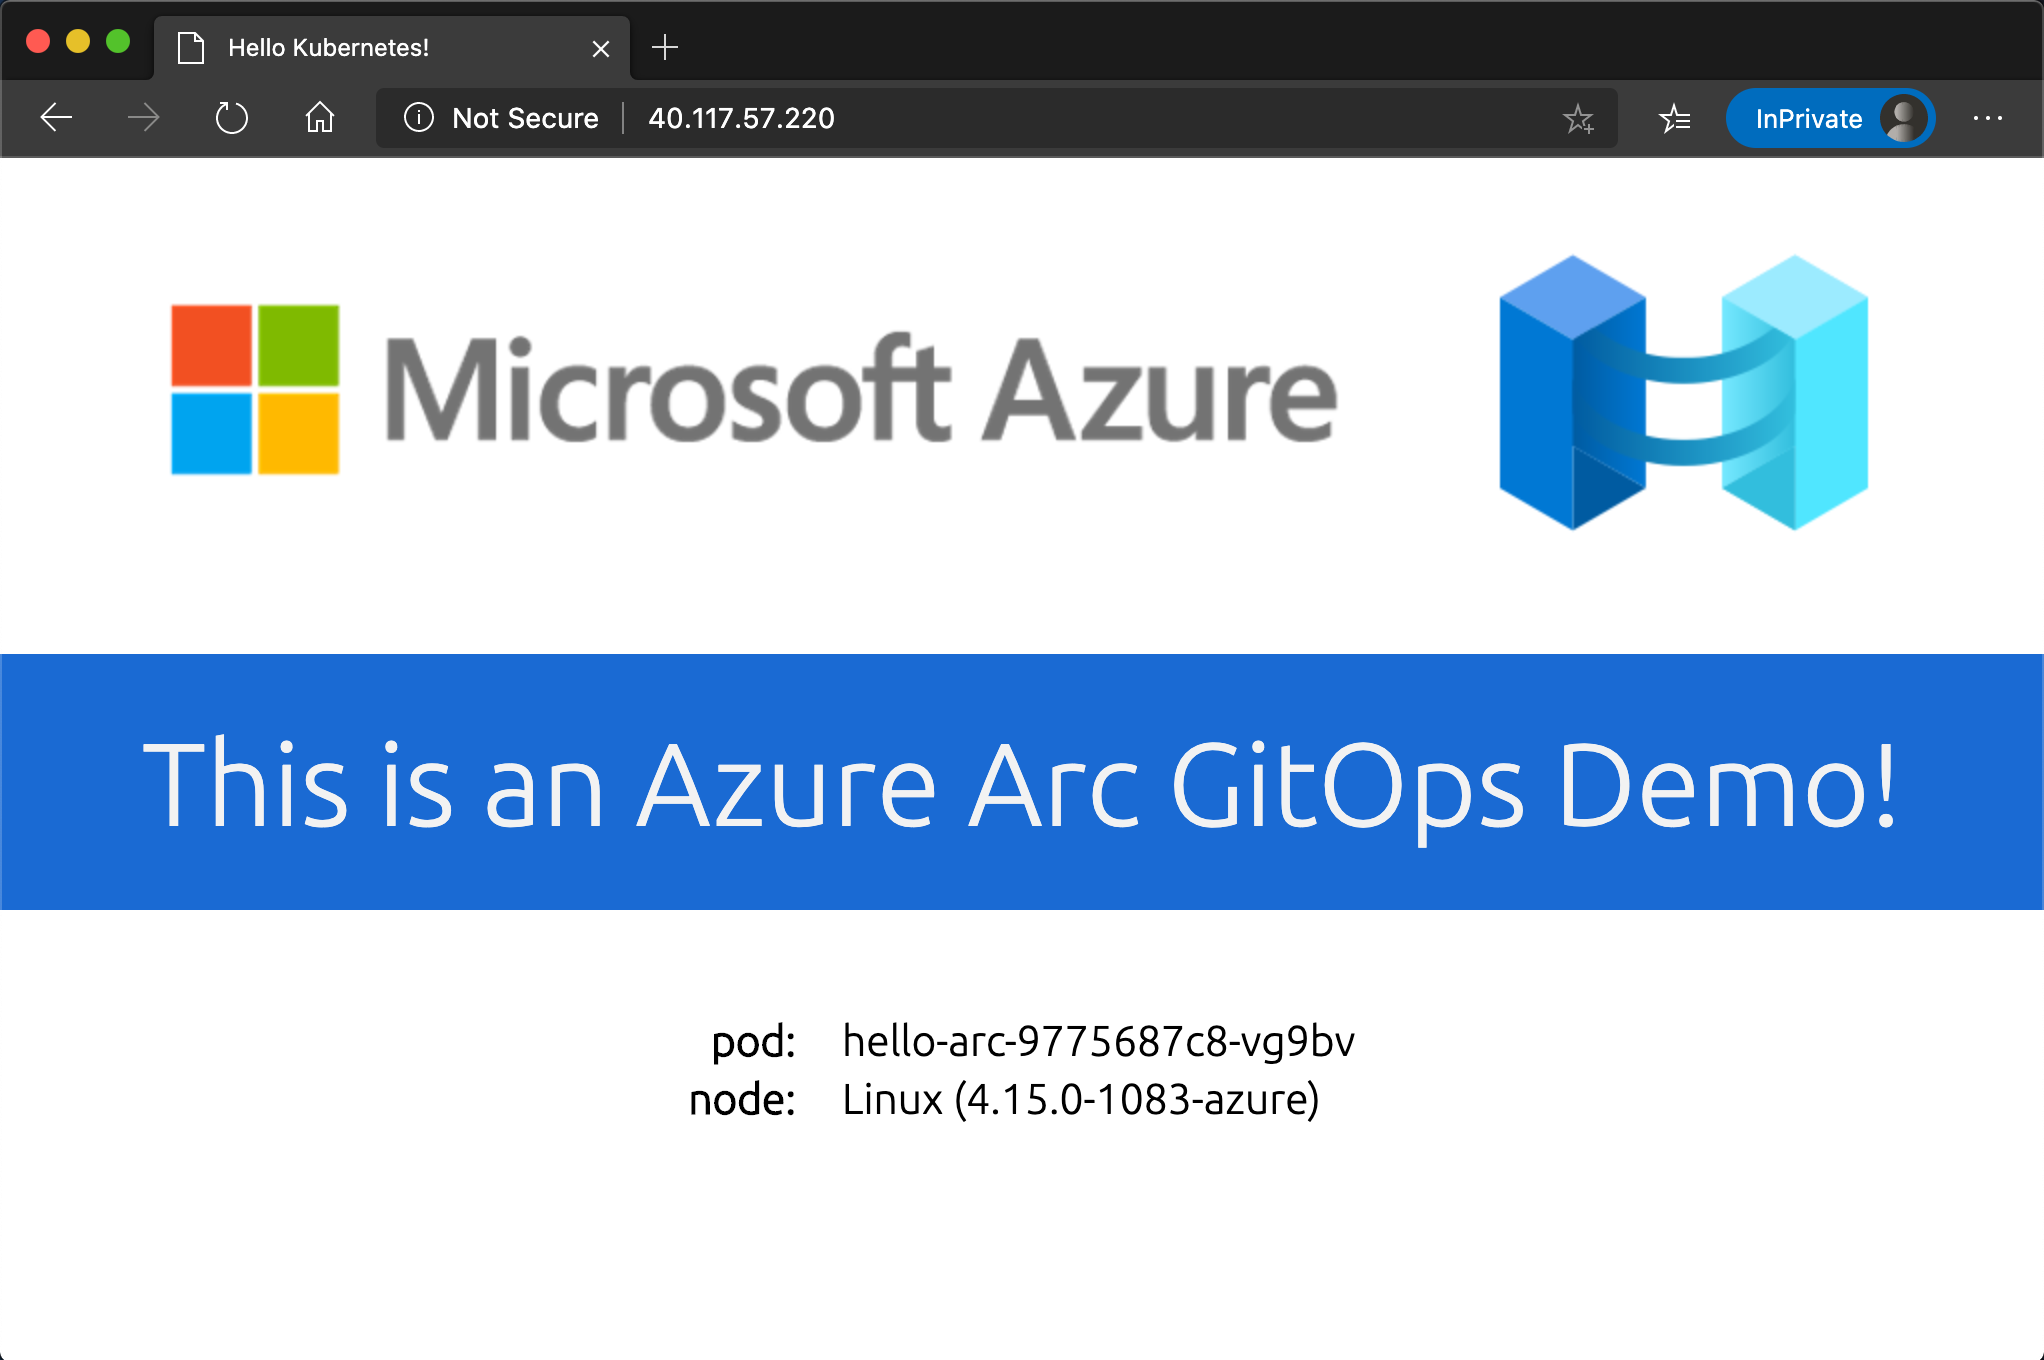 Hello Kubernetes!
Not Secure 40.117.57.220
InPrivate
Microsoft Azure
This is an Azure Arc GitOps Demo!
pod: hello-arc-9775687c8-vg9bv
node: Linux (4.15.0-1083-azure)